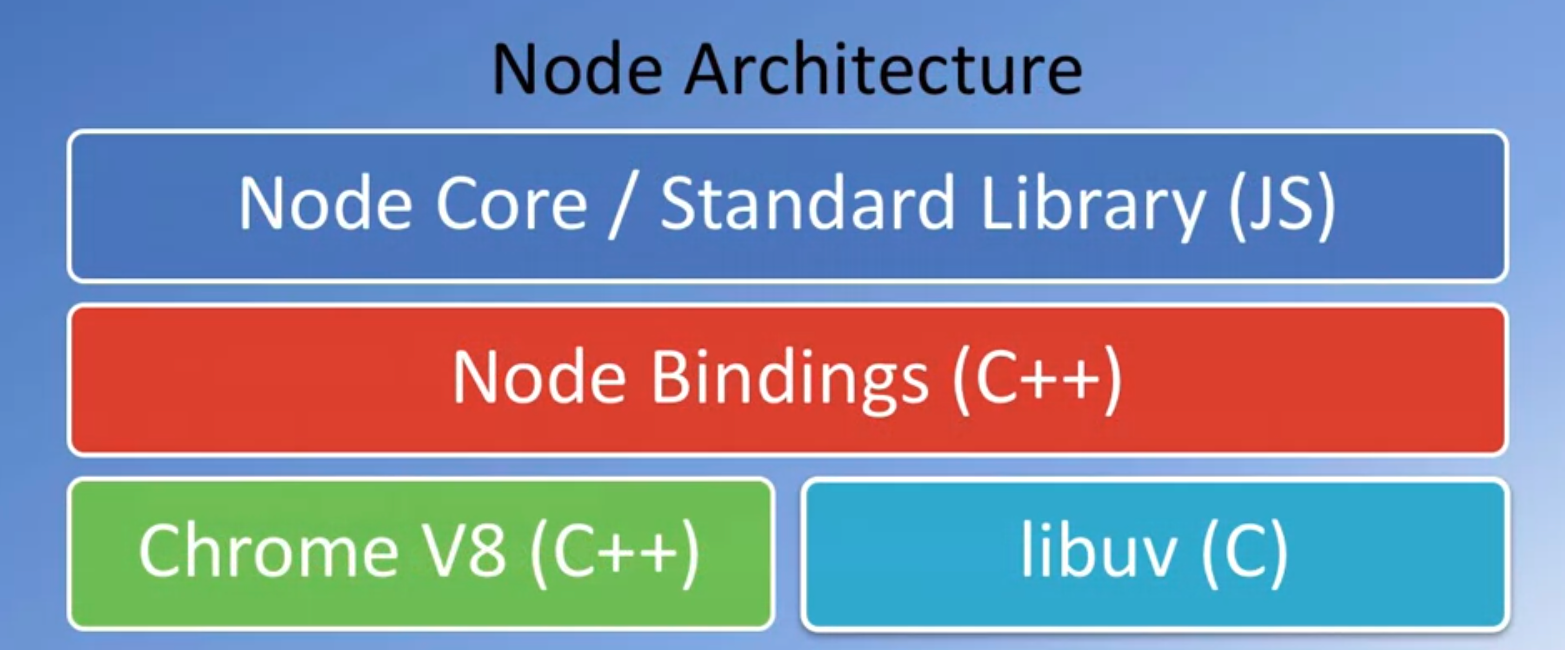 Node Architecture
Node Core / Standard Library (JS)
Node Bindings (C++)
Chrome V8 (C++)
libuv (C)